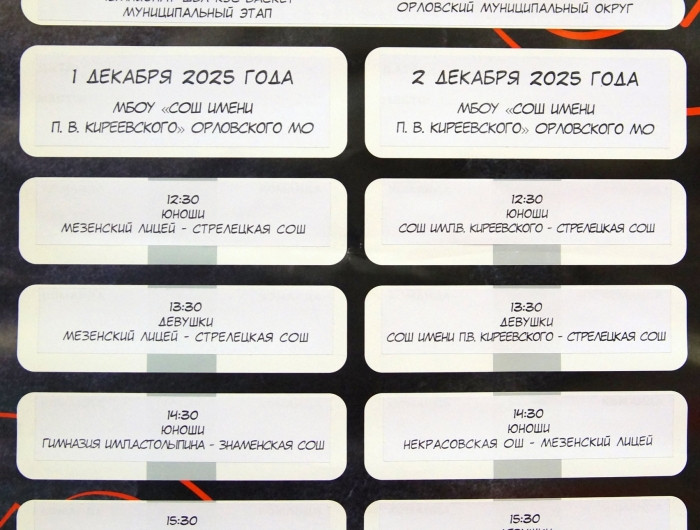 МУНИЦИПАЛЬНЫЙ ЭТАП
ОРЛОВСКИЙ МУНИЦИПАЛЬНЫЙ ОКРУГ
1 ДЕКАБРЯ 2025 ГОДА
МБОУ «СОШ ИМЕНИ
П. В. КИРЕЕВСКОГО» ОРЛОВСКОГО МО
2 ДЕКАБРЯ 2025 ГОДА
МБОУ «СОШ ИМЕНИ
П. В. КИРЕЕВСКОГО» ОРЛОВСКОГО МО
12:30
ЮНОШИ
МЕЗЕНСКИЙ ЛИЦЕЙ - СТРЕЛЕЦКАЯ СОШ
12:30
ЮНОШИ
СОШ ИМ.П.В. КИРЕЕВСКОГО - СТРЕЛЕЦКАЯ СОШ
13:30
ДЕВУШКИ
МЕЗЕНСКИЙ ЛИЦЕЙ - СТРЕЛЕЦКАЯ СОШ
13:30
ДЕВУШКИ
СОШ ИМЕНИ П.В. КИРЕЕВСКОГО - СТРЕЛЕЦКАЯ СОШ
14:30
ЮНОШИ
ГИМНАЗИЯ ИМ.П.А.СТОЛЫПИНА - ЗНАМЕНСКАЯ СОШ
14:30
ЮНОШИ
НЕКРАСОВСКАЯ ОШ - МЕЗЕНСКИЙ ЛИЦЕЙ
15:30
15:30
ДЕВУШКИ